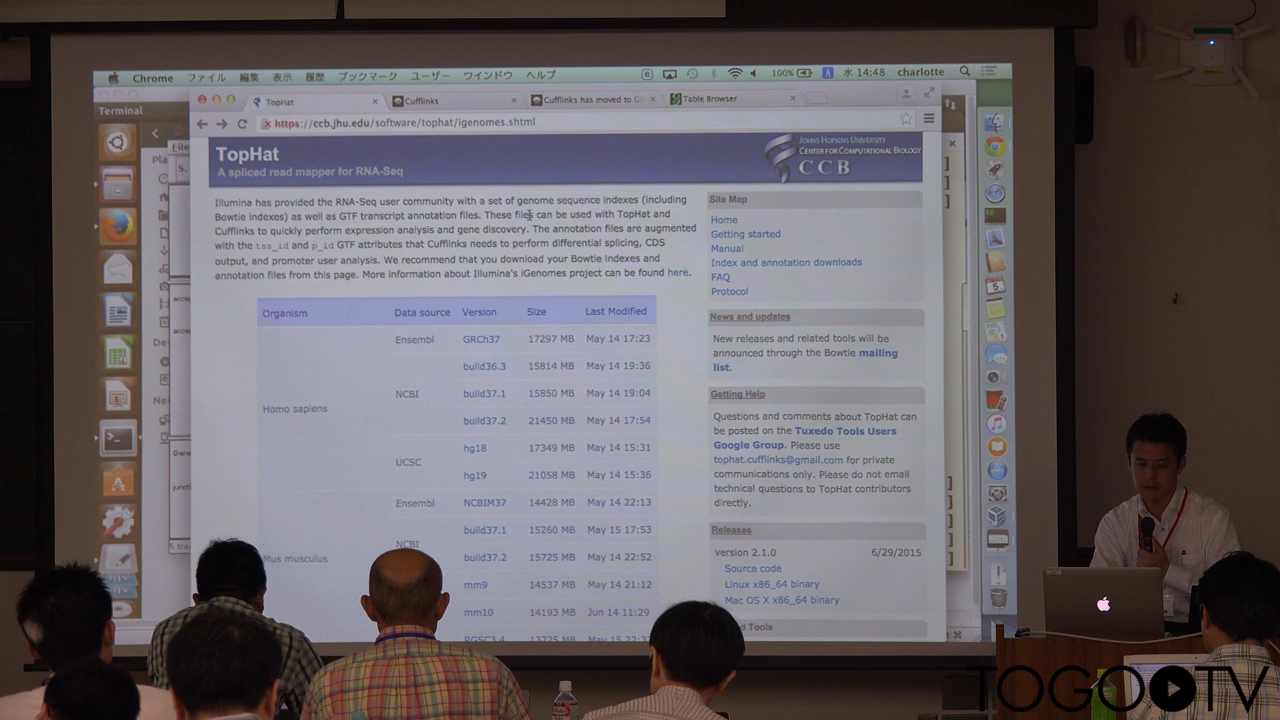 Chrome ファイル 編集 表示 履歴 ブックマーク ユーザー ウインドウ ヘルプ 100% A 水 14:48 charlotte
Terminal
TopHat
Cufflinks
Cufflinks has moved to G
Table Browser
https://ccb.jhu.edu/software/tophat/igenomes.shtml
TopHat
A spliced read mapper for RNA-Seq
JOHNS HOPKINS UNIVERSITY
CENTER FOR COMPUTATIONAL BIOLOGY
CCB
Illumina has provided the RNA-Seq user community with a set of genome sequence indexes (including
Bowtie indexes) as well as GTF transcript annotation files. These files can be used with TopHat and
Cufflinks to quickly perform expression analysis and gene discovery. The annotation files are augmented
with the tss_id and p_id GTF attributes that Cufflinks needs to perform differential splicing, CDS
output, and promoter user analysis. We recommend that you download your Bowtie indexes and
annotation files from this page. More information about Illumina's iGenomes project can be found here.
Organism Data source Version Size Last Modified
Homo sapiens
Ensembl GRCh37 17297 MB May 14 17:23
build36.3 15814 MB May 14 19:36
NCBI build37.1 15850 MB May 14 19:04
build37.2 21450 MB May 14 17:54
UCSC
hg18 17349 MB May 14 15:31
hg19 21058 MB May 14 15:36
Mus musculus
Ensembl NCBIM37 14428 MB May 14 22:13
NCBI
build37.1 15260 MB May 15 17:53
build37.2 15725 MB May 14 22:52
mm9 14537 MB May 14 21:12
mm10 14193 MB Jun 14 11:29
RGSC3.4 13725 MB May 15 22:3
Site Map
Home
Getting started
Manual
Index and annotation downloads
FAQ
Protocol
News and updates
New releases and related tools will be
announced through the Bowtie mailing
list.
Getting Help
Questions and comments about TopHat can
be posted on the Tuxedo Tools Users
Google Group. Please use
tophat.cufflinks@gmail.com for private
communications only. Please do not email
technical questions to TopHat contributors
directly.
Releases
version 2.1.0 6/29/2015
Source code
Linux x86_64 binary
Mac OS X x86_64 binary
d Tools
TOGO TV